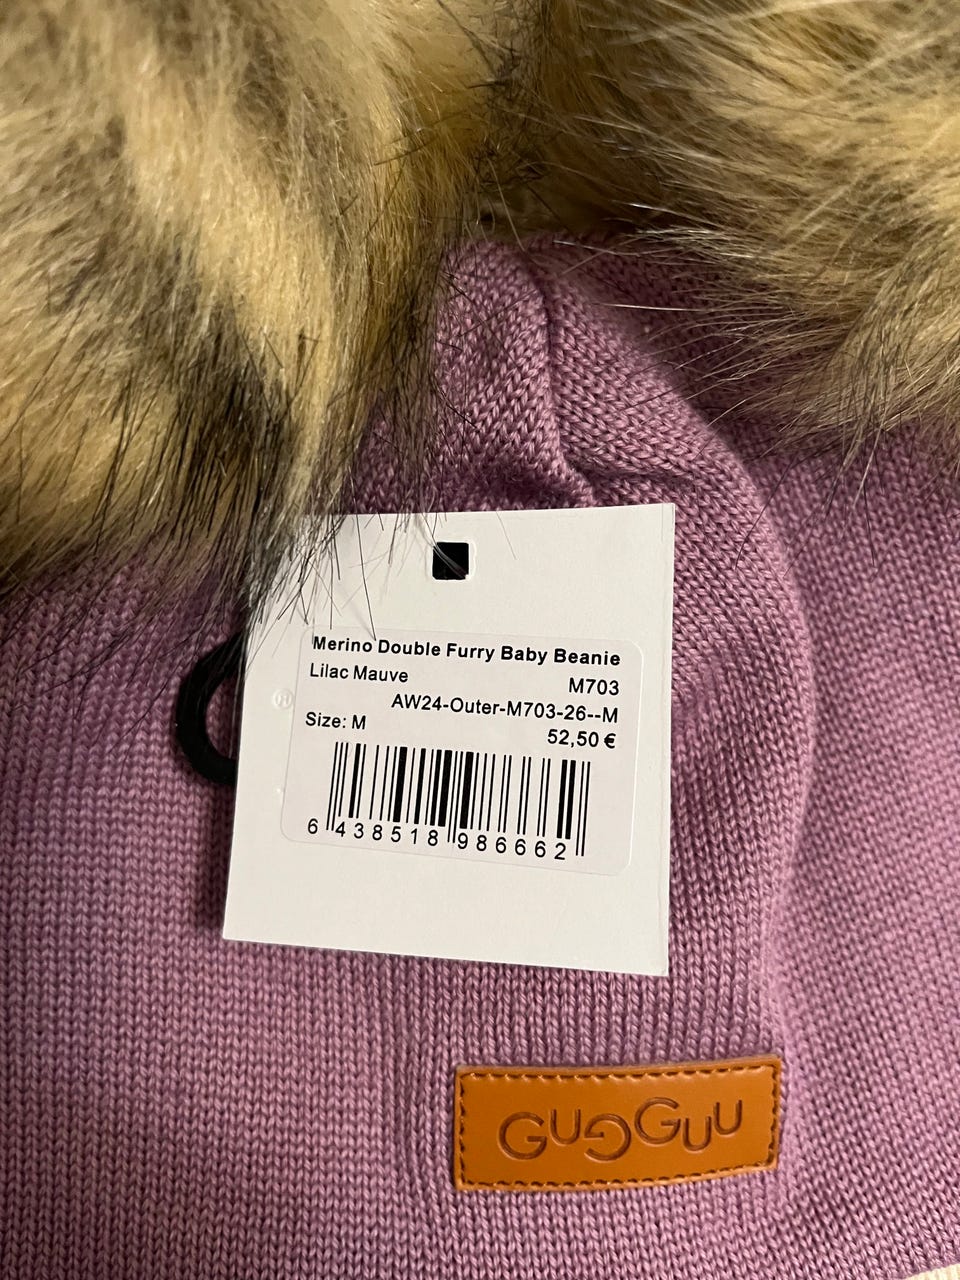 Merino Double Furry Baby Beanie
Lilac Mauve
M703
AW24-Outer-M703-26--M
Size: M
52,50 €
6 438518 986662
GUGGUU